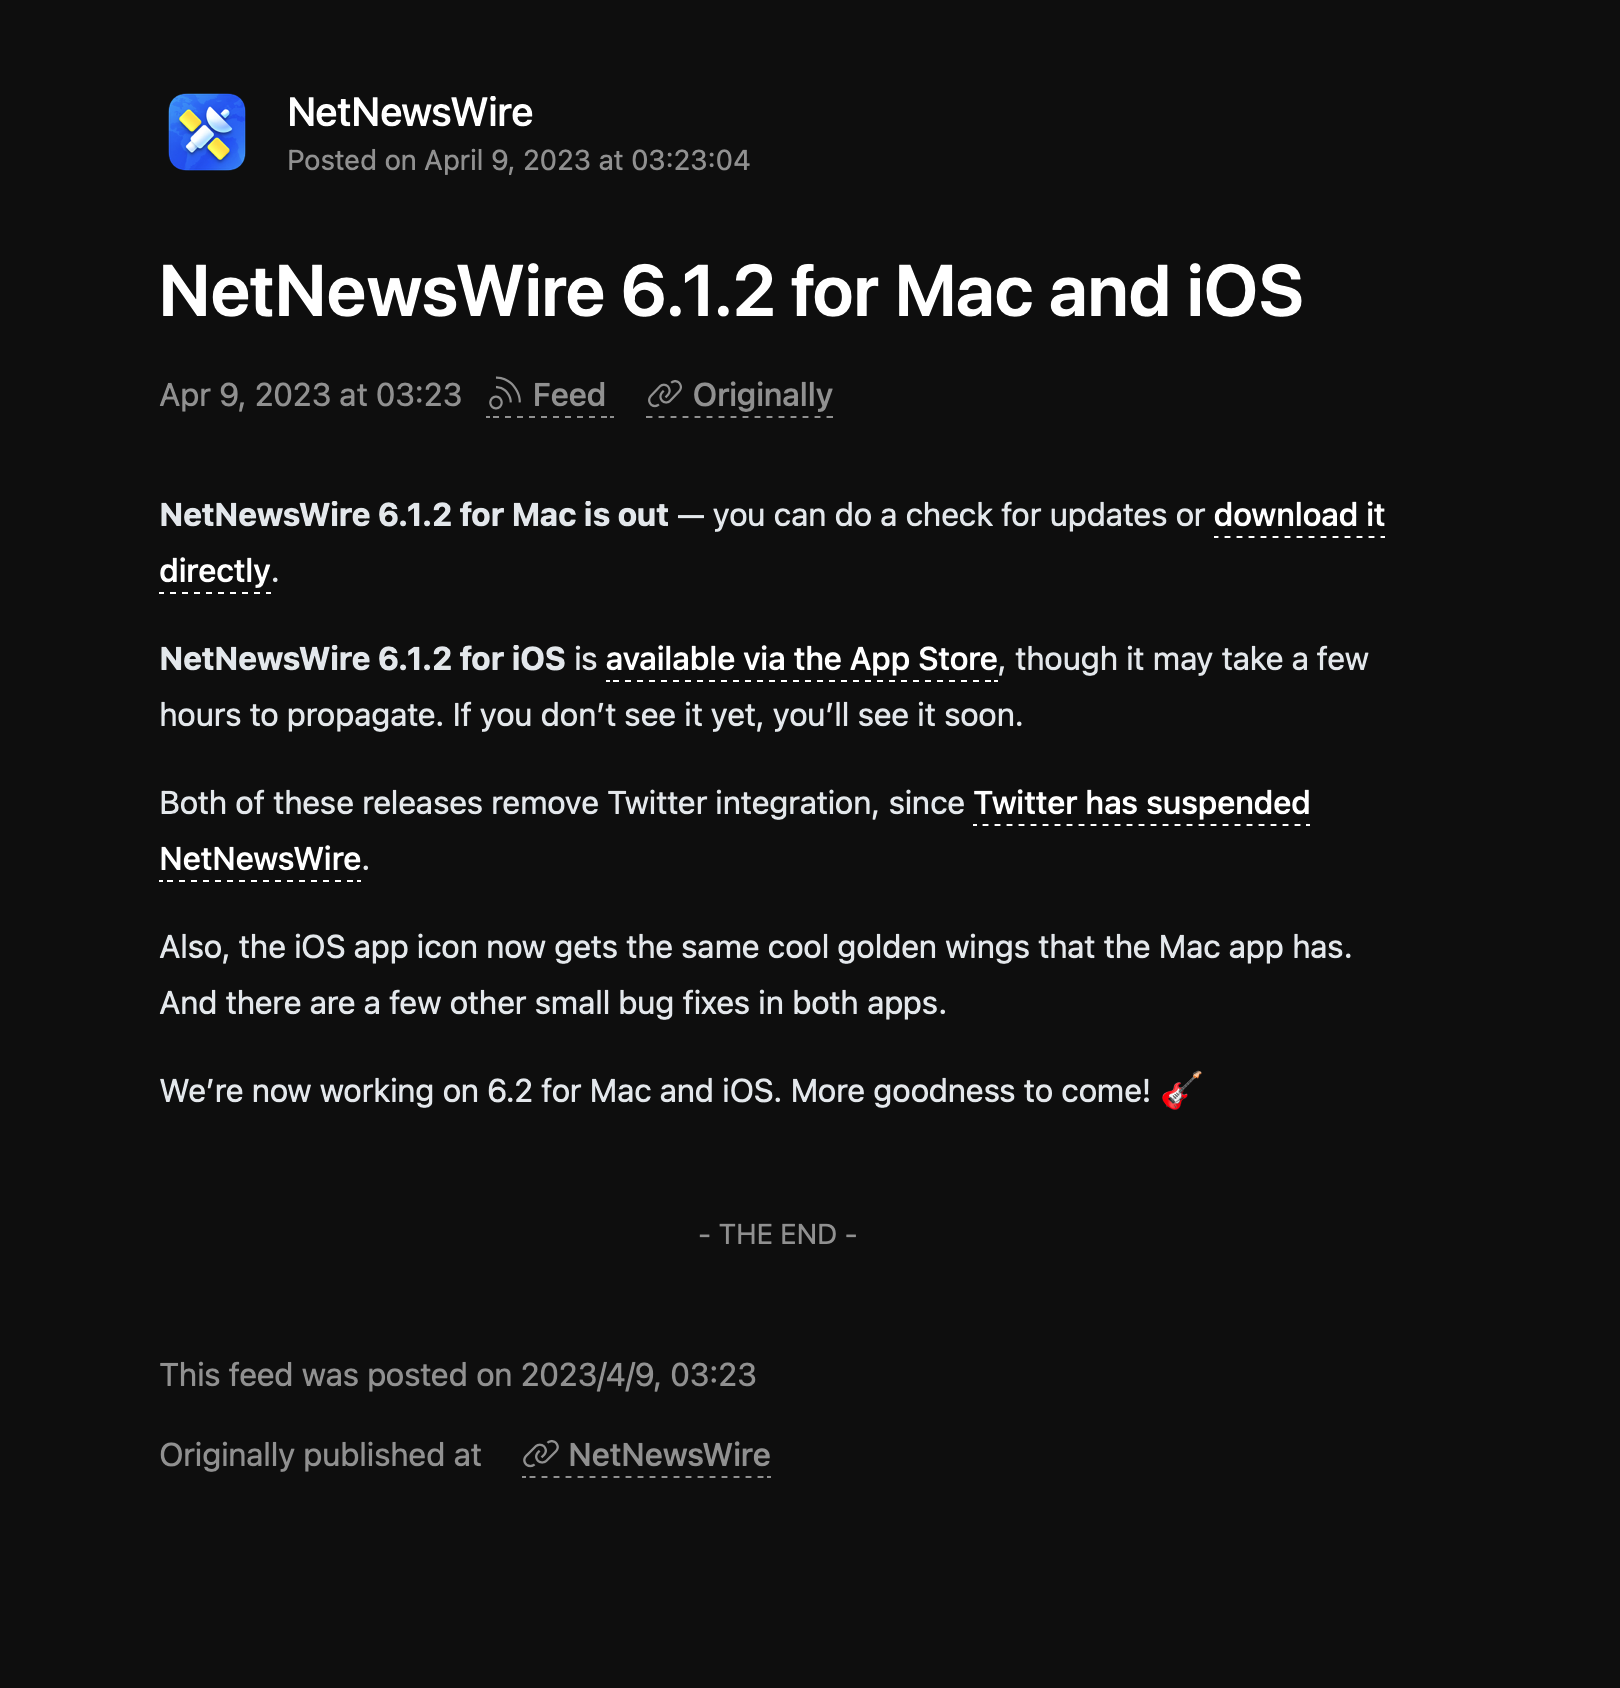 NetNewsWire
Posted on April 9, 2023 at 03:23:04
NetNewsWire 6.1.2 for Mac and iOS
Apr 9, 2023 at 03:23 Feed Originally
NetNewsWire 6.1.2 for Mac is out — you can do a check for updates or download it
directly.
NetNewsWire 6.1.2 for iOS is available via the App Store, though it may take a few
hours to propagate. If you don’t see it yet, you’ll see it soon.
Both of these releases remove Twitter integration, since Twitter has suspended
NetNewsWire.
Also, the iOS app icon now gets the same cool golden wings that the Mac app has.
And there are a few other small bug fixes in both apps.
We’re now working on 6.2 for Mac and iOS. More goodness to come! 🎸
- THE END -
This feed was posted on 2023/4/9, 03:23
Originally published at NetNewsWire